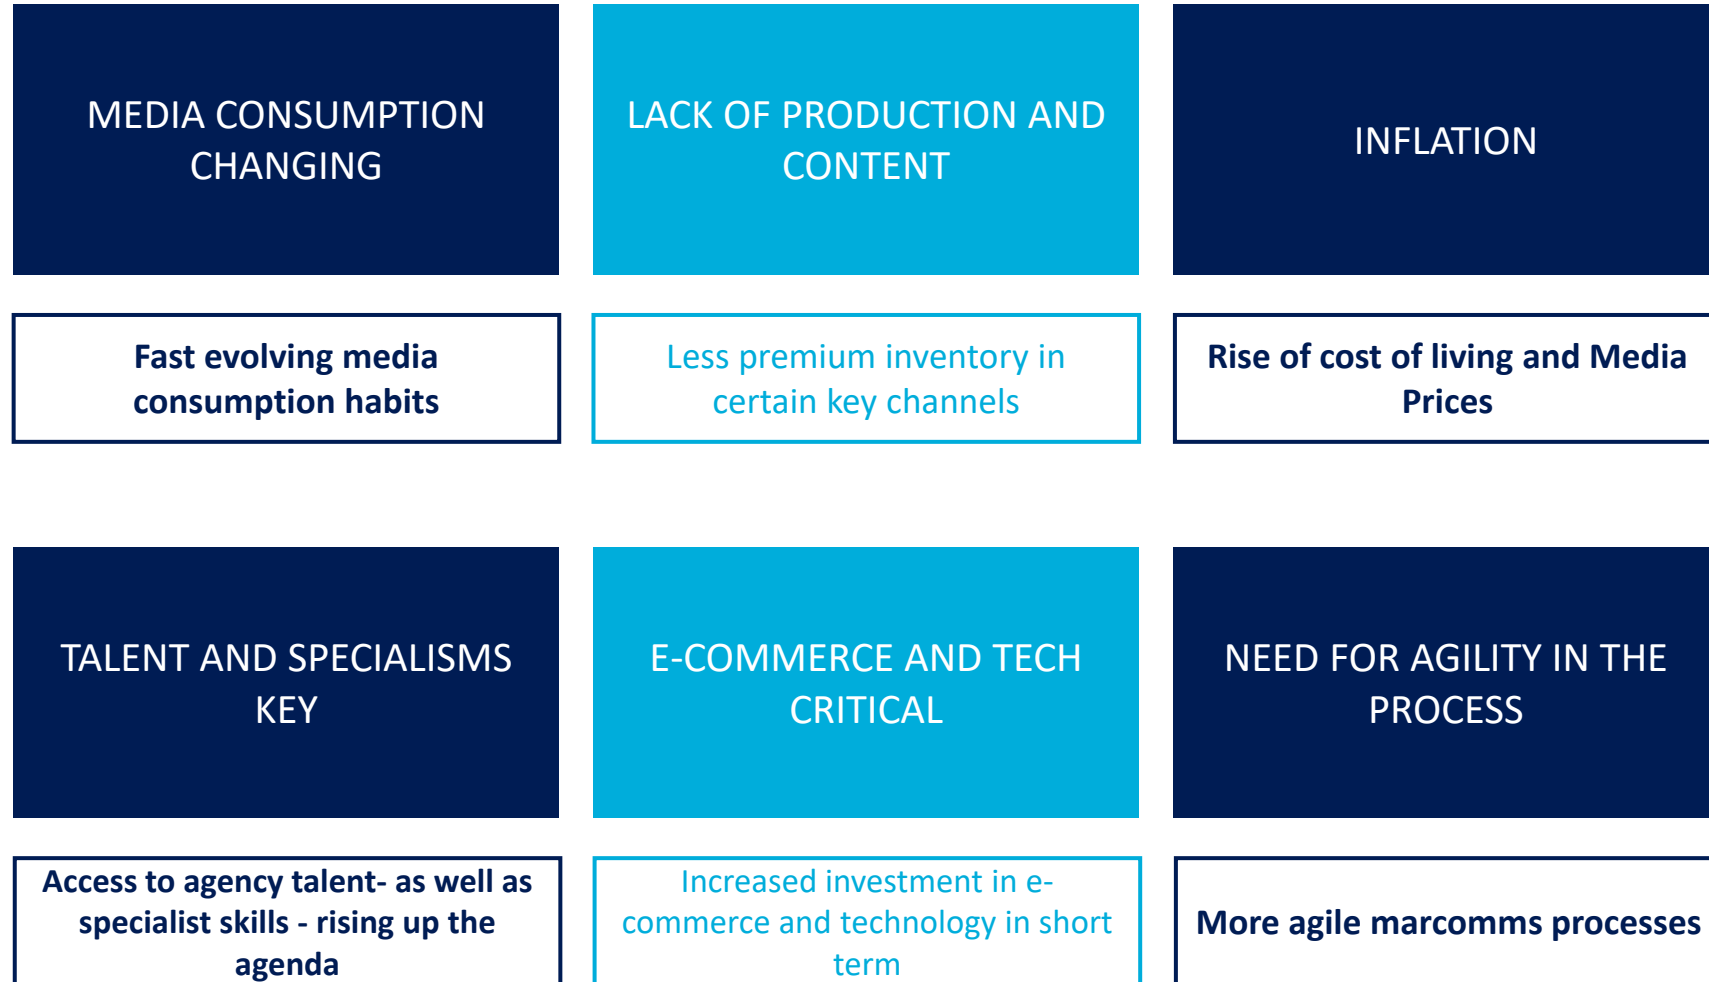 MEDIA CONSUMPTION
CHANGING
LACK OF PRODUCTION AND
CONTENT
INFLATION
Fast evolving media
consumption habits
Less premium inventory in
certain key channels
Rise of cost of living and Media
Prices
TALENT AND SPECIALISMS
KEY
E-COMMERCE AND TECH
CRITICAL
NEED FOR AGILITY IN THE
PROCESS
Access to agency talent- as well as
specialist skills - rising up the
agenda
Increased investment in e-
commerce and technology in short
term
More agile marcomms processes